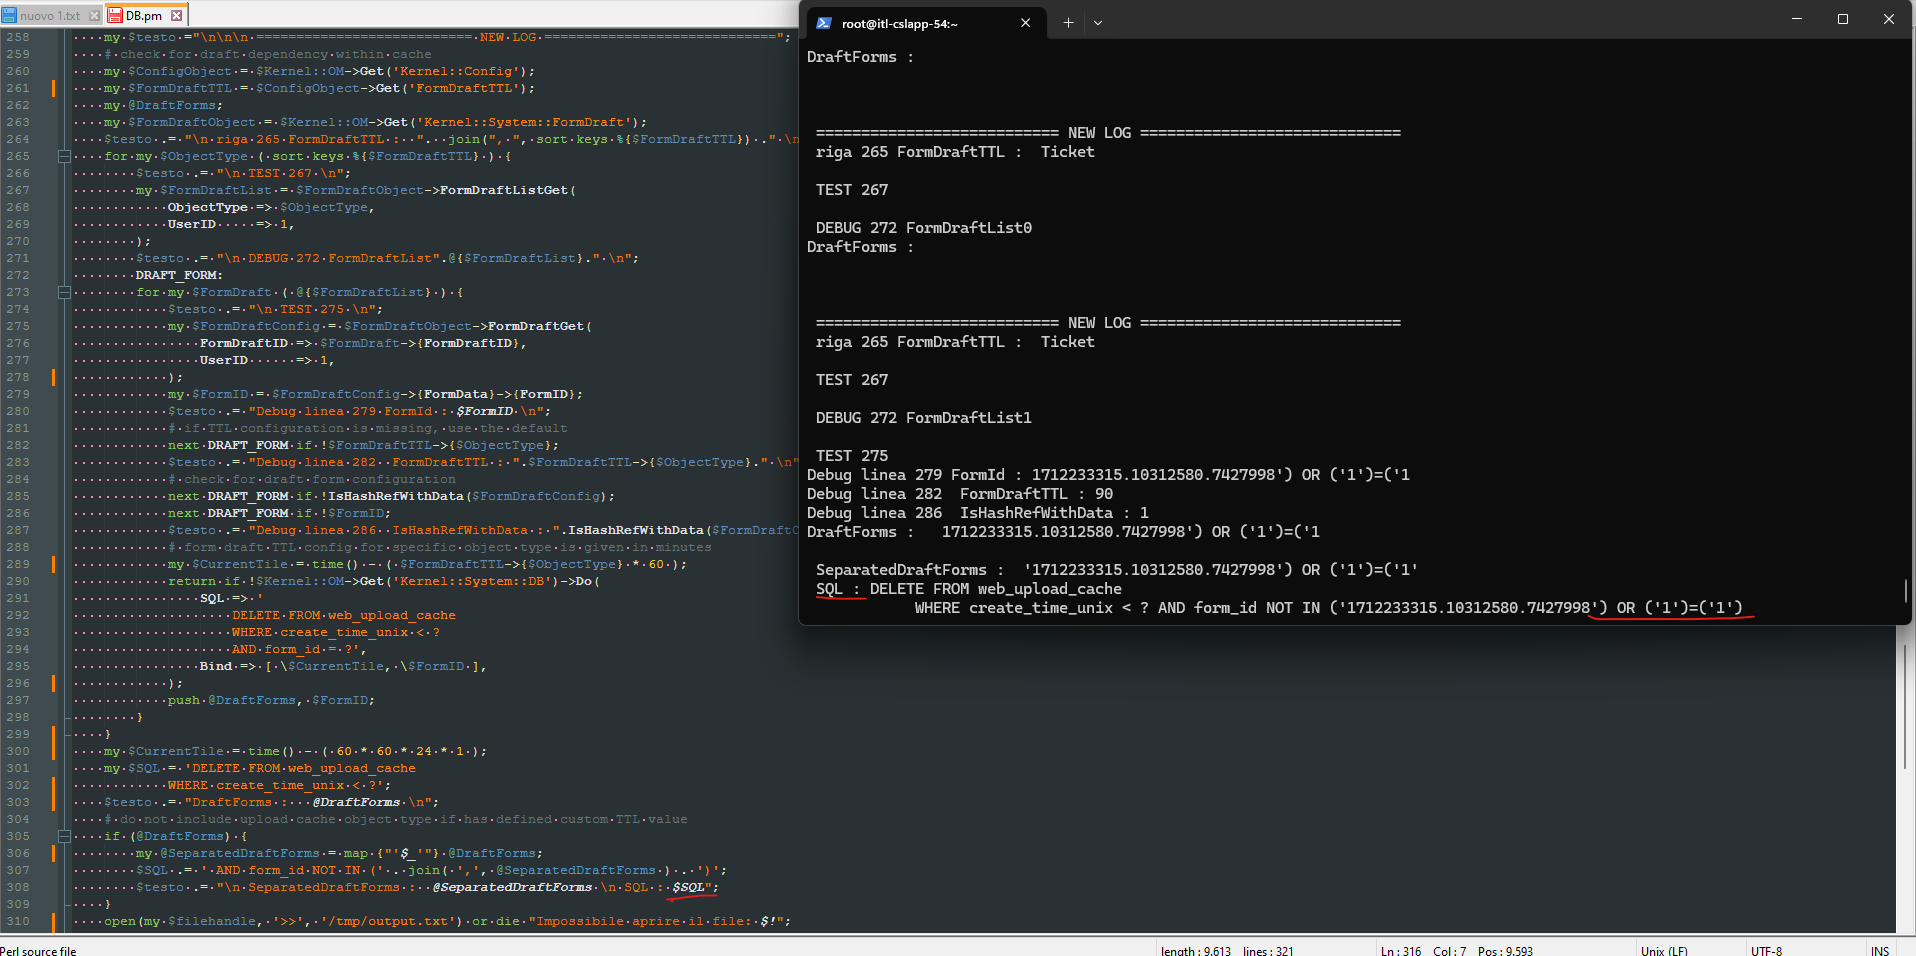 nuovo 1.txt
DB.pm
258 my $testo ="\n\n\n =========================== NEW LOG =============================";
259 # check for draft dependency within cache
260 my $ConfigObject = $Kernel::OM->Get('Kernel::Config');
261 my $FormDraftTTL = $ConfigObject->Get('FormDraftTTL');
262 my @DraftForms;
263 my $FormDraftObject = $Kernel::OM->Get('Kernel::System::FormDraft');
264 $testo .= "\n riga 265 FormDraftTTL : ". join(", ", sort keys %{$FormDraftTTL}) ." \n
265 for my $ObjectType ( sort keys %{$FormDraftTTL} ) {
266 $testo .= "\n TEST 267 \n";
267 my $FormDraftList = $FormDraftObject->FormDraftListGet(
268 ObjectType => $ObjectType,
269 UserID     => 1,
270 );
271 $testo .= "\n DEBUG 272 FormDraftList".@{$FormDraftList}." \n";
272 DRAFT_FORM:
273 for my $FormDraft ( @{$FormDraftList} ) {
274 $testo .= "\n TEST 275 \n";
275 my $FormDraftConfig = $FormDraftObject->FormDraftGet(
276 FormDraftID => $FormDraft->{FormDraftID},
277 UserID      => 1,
278 );
279 my $FormID = $FormDraftConfig->{FormData}->{FormID};
280 $testo .= "Debug linea 279 FormId : $FormID \n";
281 # if TTL configuration is missing, use the default
282 next DRAFT_FORM if !$FormDraftTTL->{$ObjectType};
283 $testo .= "Debug linea 282  FormDraftTTL : ".$FormDraftTTL->{$ObjectType}." \n"
284 # check for draft form configuration
285 next DRAFT_FORM if !IsHashRefWithData($FormDraftConfig);
286 next DRAFT_FORM if !$FormID;
287 $testo .= "Debug linea 286  IsHashRefWithData : ".IsHashRefWithData($FormDraftC
288 # form draft TTL config for specific object type is given in minutes
289 my $CurrentTile = time() - ( $FormDraftTTL->{$ObjectType} * 60 );
290 return if !$Kernel::OM->Get('Kernel::System::DB')->Do(
291 SQL => '
292 DELETE FROM web_upload_cache
293 WHERE create_time_unix < ?
294 AND form_id = ?',
295 Bind => [ \$CurrentTile, \$FormID ],
296 );
297 push @DraftForms, $FormID;
298 }
299 }
300 my $CurrentTile = time() - ( 60 * 60 * 24 * 1 );
301 my $SQL = 'DELETE FROM web_upload_cache
302 WHERE create_time_unix < ?';
303 $testo .= "DraftForms :   @DraftForms \n";
304 # do not include upload cache object type if has defined custom TTL value
305 if (@DraftForms) {
306 my @SeparatedDraftForms = map {"'$_'"} @DraftForms;
307 $SQL .= ' AND form_id NOT IN (' . join( ',', @SeparatedDraftForms ) . ')';
308 $testo .= "\n SeparatedDraftForms :  @SeparatedDraftForms \n SQL : $SQL";
309 }
310 open(my $filehandle, '>>', '/tmp/output.txt') or die "Impossibile aprire il file: $!";
root@itl-cslapp-54:~
DraftForms :
=========================== NEW LOG =============================
riga 265 FormDraftTTL :  Ticket
TEST 267
DEBUG 272 FormDraftList0
DraftForms :
=========================== NEW LOG =============================
riga 265 FormDraftTTL :  Ticket
TEST 267
DEBUG 272 FormDraftList1
TEST 275
Debug linea 279 FormId : 1712233315.10312580.7427998') OR ('1')=('1
Debug linea 282  FormDraftTTL : 90
Debug linea 286  IsHashRefWithData : 1
DraftForms :   1712233315.10312580.7427998') OR ('1')=('1
SeparatedDraftForms :  '1712233315.10312580.7427998') OR ('1')=('1'
SQL : DELETE FROM web_upload_cache
WHERE create_time_unix < ? AND form_id NOT IN ('1712233315.10312580.7427998') OR ('1')=('1')
Perl source file
length : 9.613 lines : 321
Ln : 316 Col : 7 Pos : 9.593
Unix (LF)
UTF-8
INS